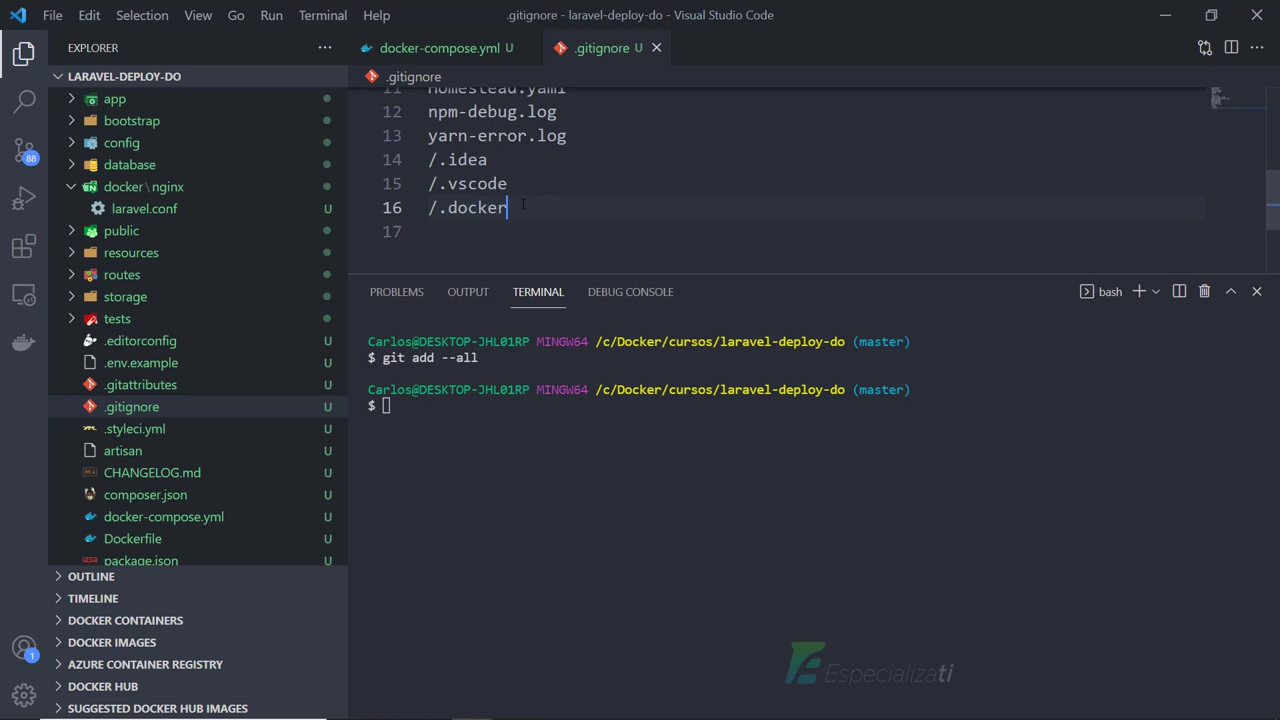 File Edit Selection View Go Run Terminal Help .gitignore - laravel-deploy-do - Visual Studio Code
EXPLORER
docker-compose.yml U
.gitignore U
LARAVEL-DEPLOY-DO
app
bootstrap
config
database
docker\nginx
laravel.conf U
public
resources
routes
storage
tests
.editorconfig U
.env.example U
.gitattributes U
.gitignore U
.styleci.yml U
artisan U
CHANGELOG.md U
composer.json U
docker-compose.yml U
Dockerfile U
package.json U
OUTLINE
TIMELINE
DOCKER CONTAINERS
DOCKER IMAGES
AZURE CONTAINER REGISTRY
DOCKER HUB
SUGGESTED DOCKER HUB IMAGES
88
1
.gitignore
11 Homestead.yaml
12 npm-debug.log
13 yarn-error.log
14 /.idea
15 /.vscode
16 /.docker
17
PROBLEMS OUTPUT TERMINAL DEBUG CONSOLE
bash
Carlos@DESKTOP-JHL01RP MINGW64 /c/Docker/cursos/laravel-deploy-do (master)
$ git add --all
Carlos@DESKTOP-JHL01RP MINGW64 /c/Docker/cursos/laravel-deploy-do (master)
$
Especializati